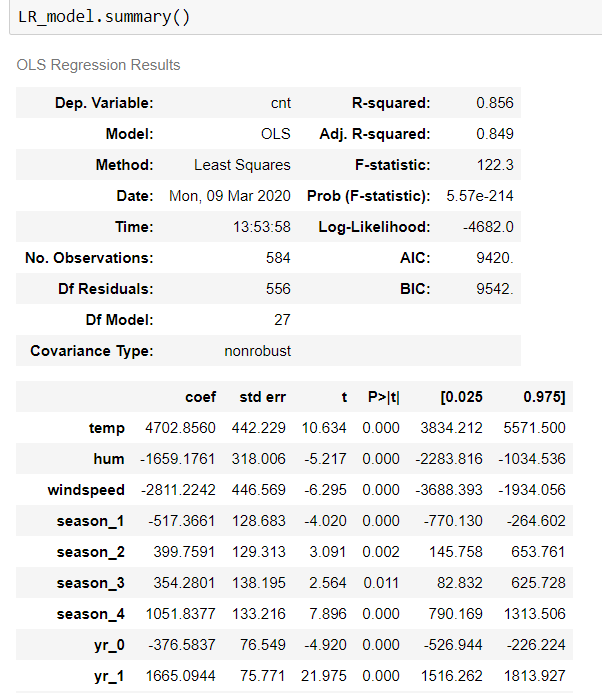 LR_model.summary()
OLS Regression Results
Dep. Variable: cnt R-squared: 0.856
Model: OLS Adj. R-squared: 0.849
Method: Least Squares F-statistic: 122.3
Date: Mon, 09 Mar 2020 Prob (F-statistic): 5.57e-214
Time: 13:53:58 Log-Likelihood: -4682.0
No. Observations: 584 AIC: 9420.
Df Residuals: 556 BIC: 9542.
Df Model: 27
Covariance Type: nonrobust
coef std err t P>|t| [0.025 0.975]
temp 4702.8560 442.229 10.634 0.000 3834.212 5571.500
hum -1659.1761 318.006 -5.217 0.000 -2283.816 -1034.536
windspeed -2811.2242 446.569 -6.295 0.000 -3688.393 -1934.056
season_1 -517.3661 128.683 -4.020 0.000 -770.130 -264.602
season_2 399.7591 129.313 3.091 0.002 145.758 653.761
season_3 354.2801 138.195 2.564 0.011 82.832 625.728
season_4 1051.8377 133.216 7.896 0.000 790.169 1313.506
yr_0 -376.5837 76.549 -4.920 0.000 -526.944 -226.224
yr_1 1665.0944 75.771 21.975 0.000 1516.262 1813.927